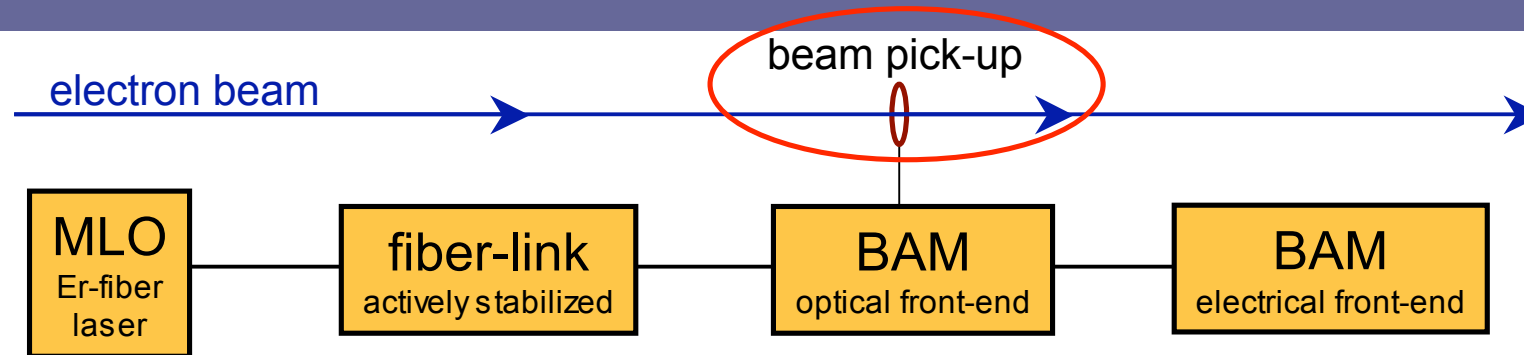 beam pick-up
electron beam
MLO
Er-fiber
laser
fiber-link
actively stabilized
BAM
optical front-end
BAM
electrical front-end